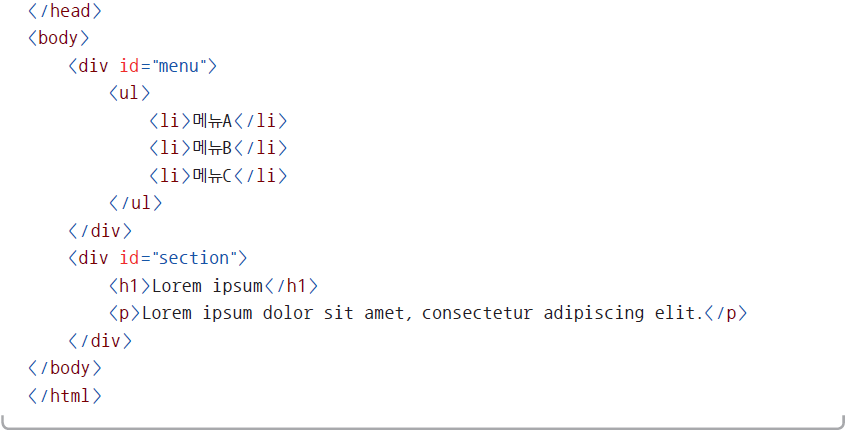 </head>
<body>
<div id="menu">
<ul>
<li>메뉴A</li>
<li>메뉴B</li>
<li>메뉴C</li>
</ul>
</div>
<div id="section">
<h1>Lorem ipsum</h1>
<p>Lorem ipsum dolor sit amet, consectetur adipiscing elit.</p>
</div>
</body>
</html>